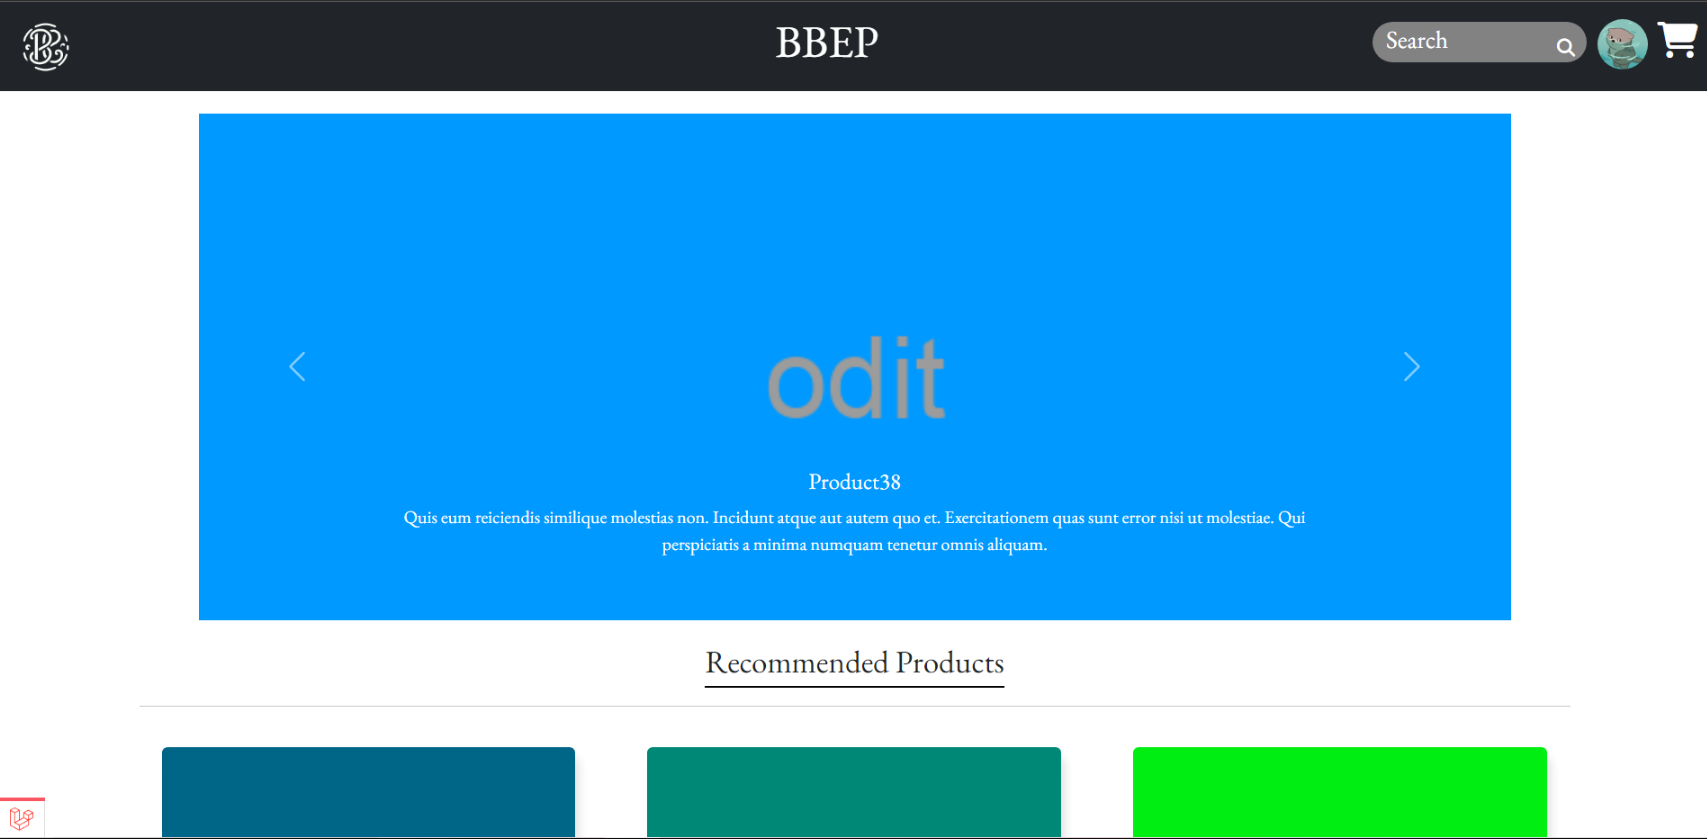 BBEP
Search
odit
Product38
Quis eum reiciendis similique molestias non. Incidunt atque aut autem quo et. Exercitationem quas sunt error nisi ut molestiae. Qui
perspiciatis a minima numquam tenetur omnis aliquam.
Recommended Products